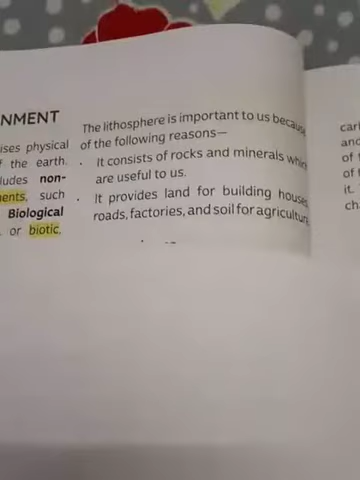 NMENT
ises physical
f the earth.
ludes non-
ents, such
Biological
or biotic,
The lithosphere is important to us because
of the following reasons—
• It consists of rocks and minerals which
are useful to us.
• It provides land for building houses,
roads, factories, and soil for agriculture.
car
and
of
of
it.
ch